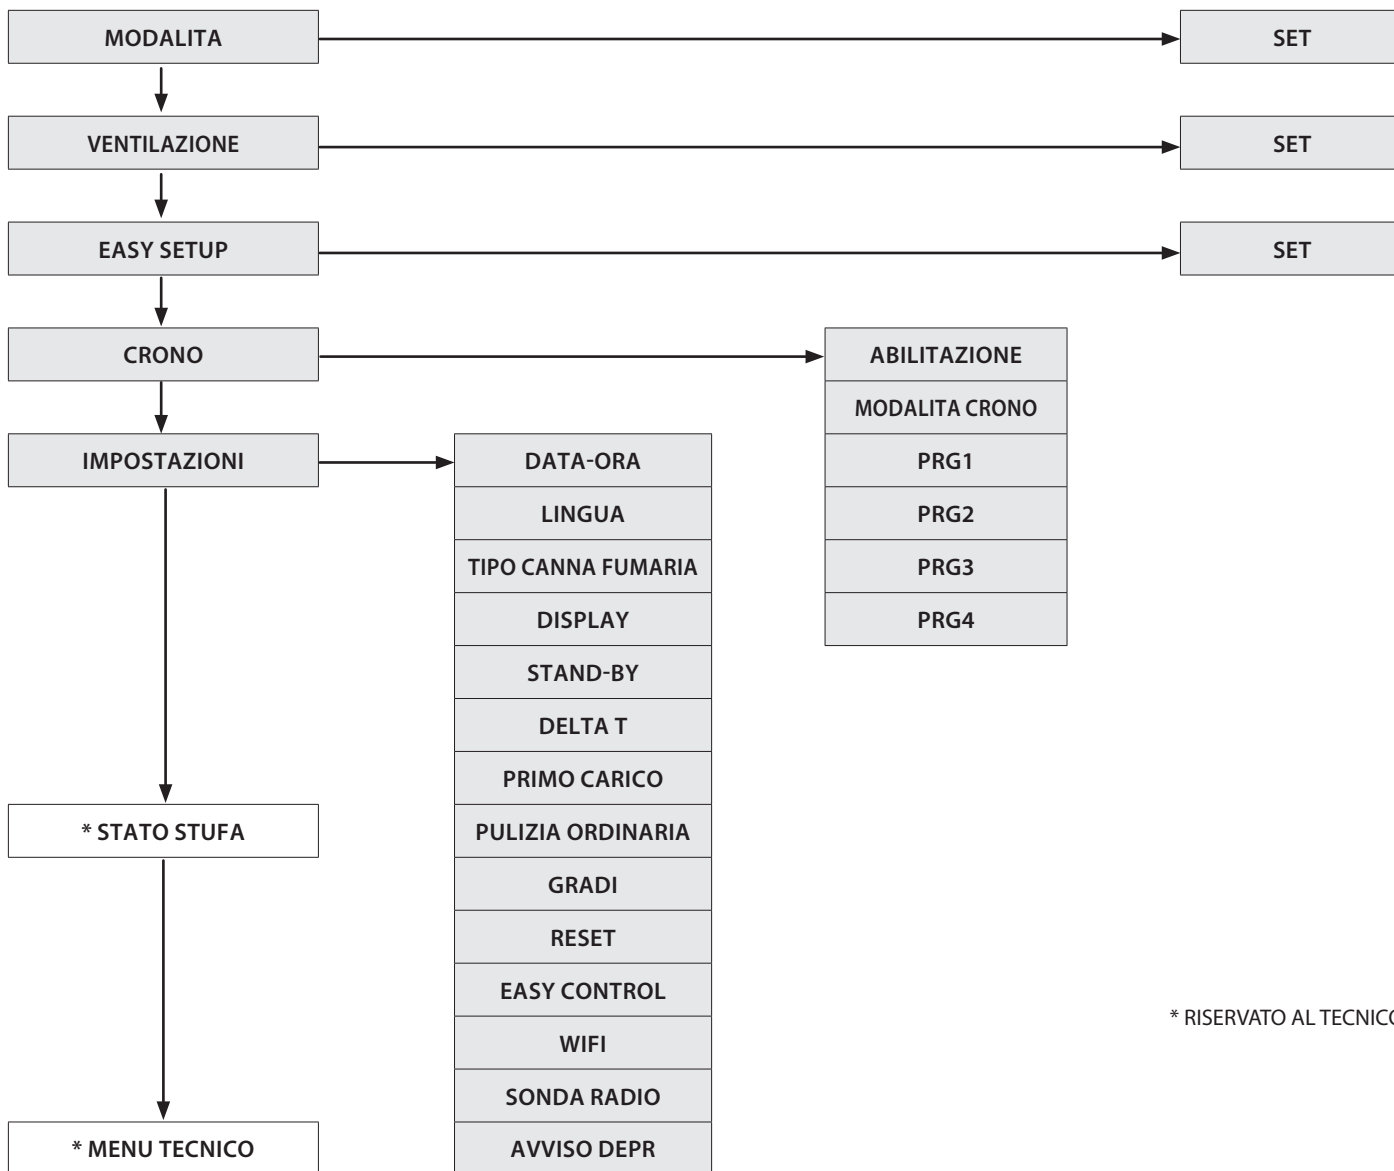 MODALITA
SET
VENTILAZIONE
SET
EASY SETUP
SET
CRONO
ABILITAZIONE
MODALITA CRONO
PRG1
PRG2
PRG3
PRG4
IMPOSTAZIONI
DATA-ORA
LINGUA
TIPO CANNA FUMARIA
DISPLAY
STAND-BY
DELTA T
PRIMO CARICO
PULIZIA ORDINARIA
GRADI
RESET
EASY CONTROL
WIFI
SONDA RADIO
AVVISO DEPR
* STATO STUFA
* MENU TECNICO
* RISERVATO AL TECNICO